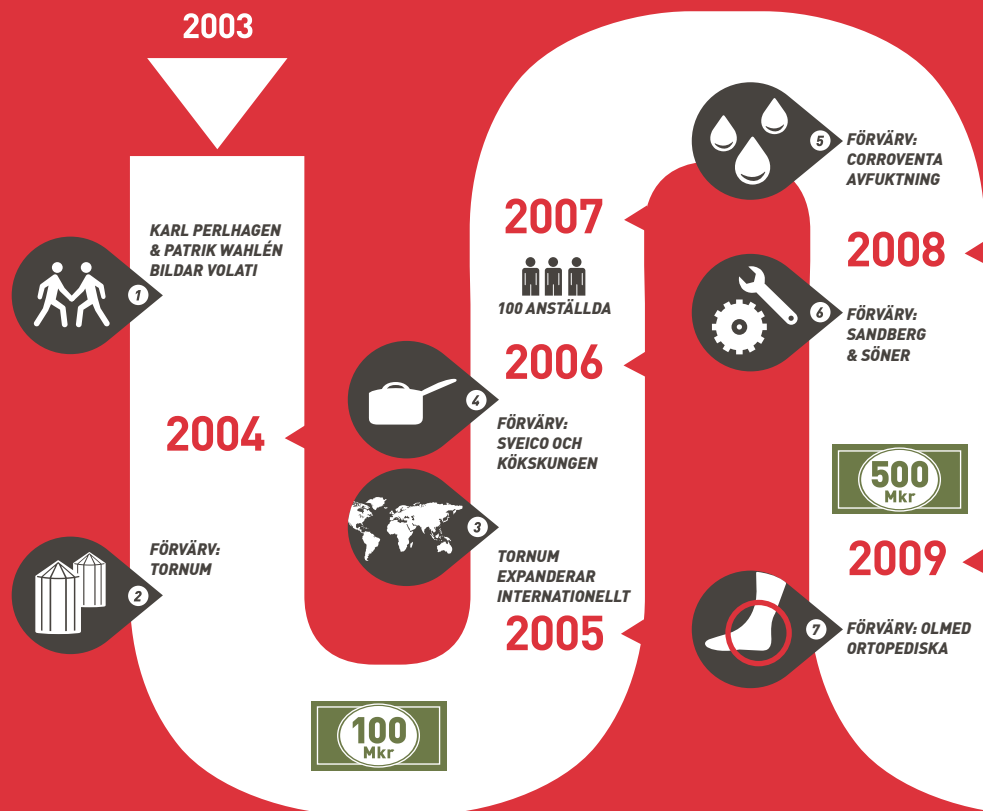 2003
KARL PERLHAGEN
& PATRIK WAHLÉN
BILDAR VOLATI
1
2004
FÖRVÄRV:
TORNUM
2
100
Mkr
2005
TORNUM
EXPANDERAR
INTERNATIONELLT
3
FÖRVÄRV:
SVEICO OCH
KÖKSKUNGEN
4
2006
100 ANSTÄLLDA
2007
5
FÖRVÄRV:
CORROVENTA
AVFUKTNING
2008
6
FÖRVÄRV:
SANDBERG
& SÖNER
500
Mkr
2009
7
FÖRVÄRV: OLMED
ORTOPEDISKA